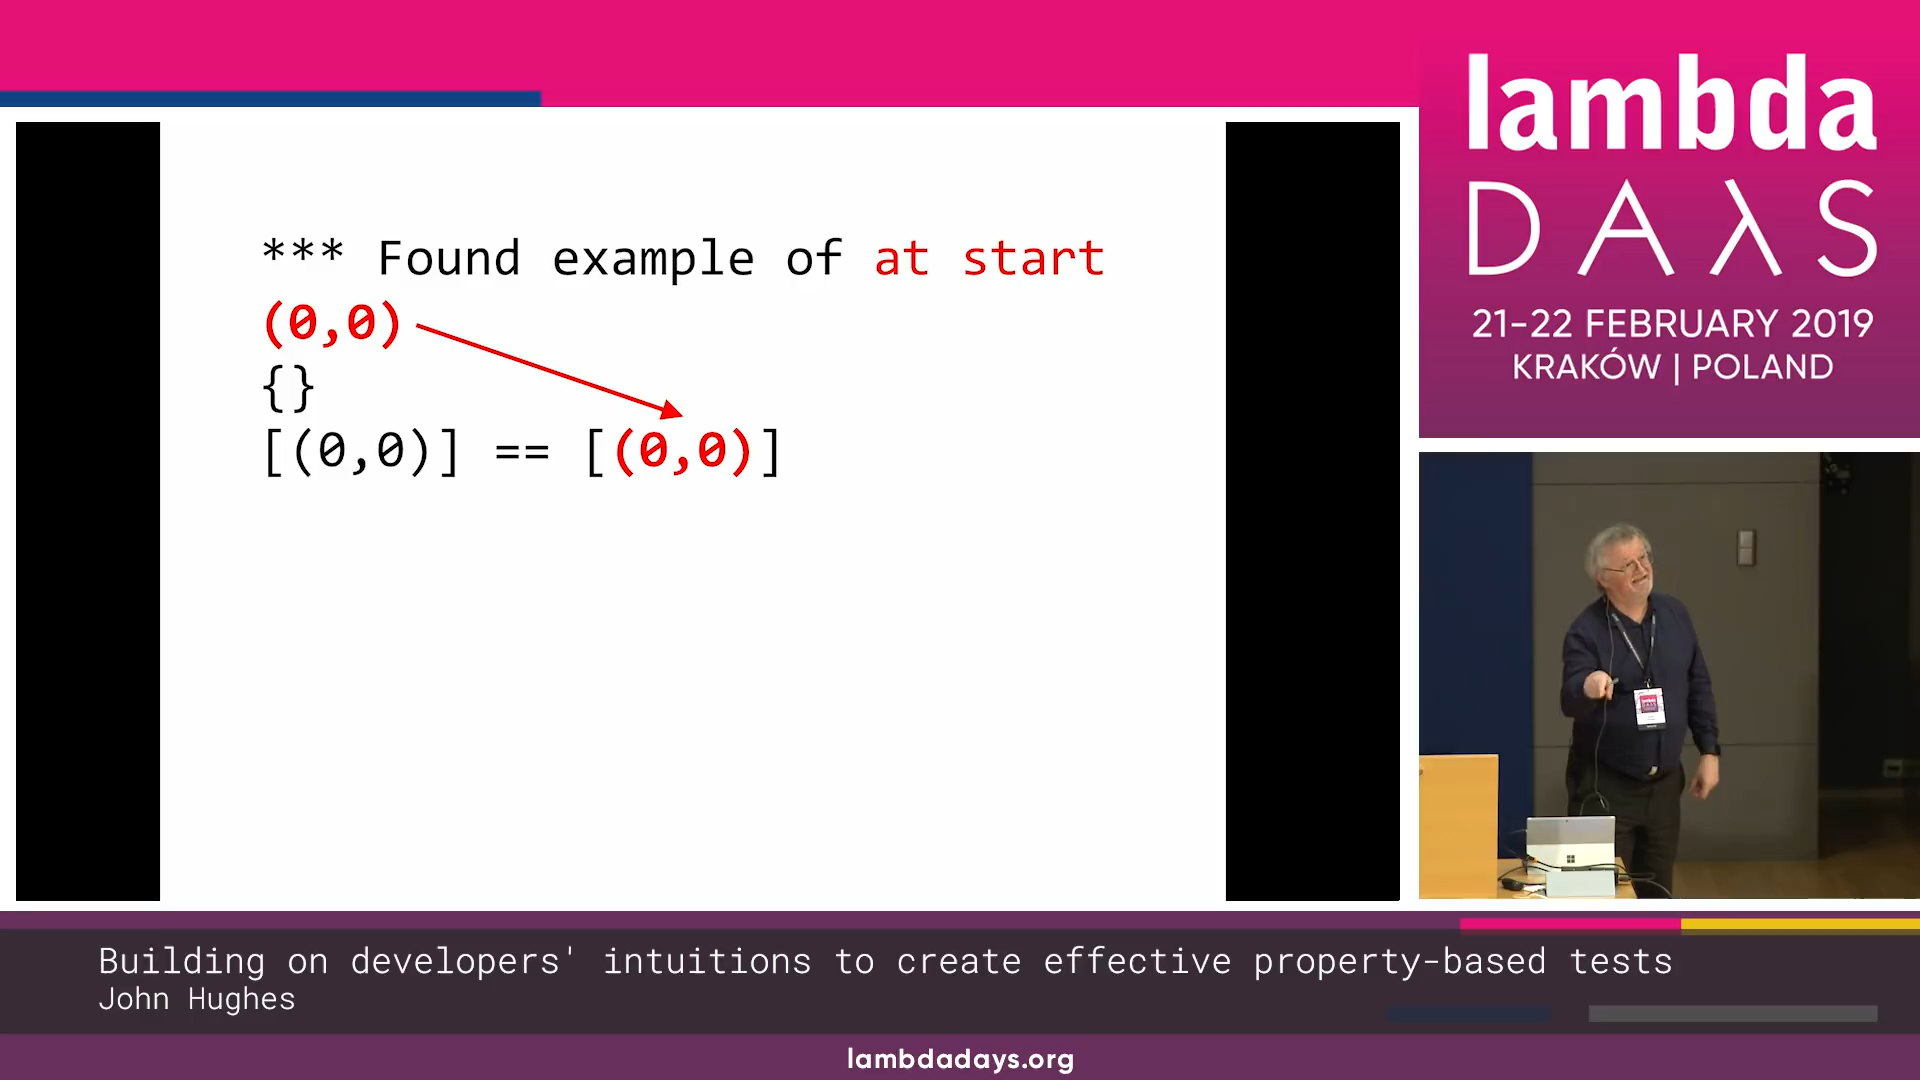 *** Found example of at start
(0,0)
{}
[(0,0)] == [(0,0)]
lambda
DAλS
21-22 FEBRUARY 2019
KRAKÓW | POLAND
Building on developers' intuitions to create effective property-based tests
John Hughes
lambdadays.org